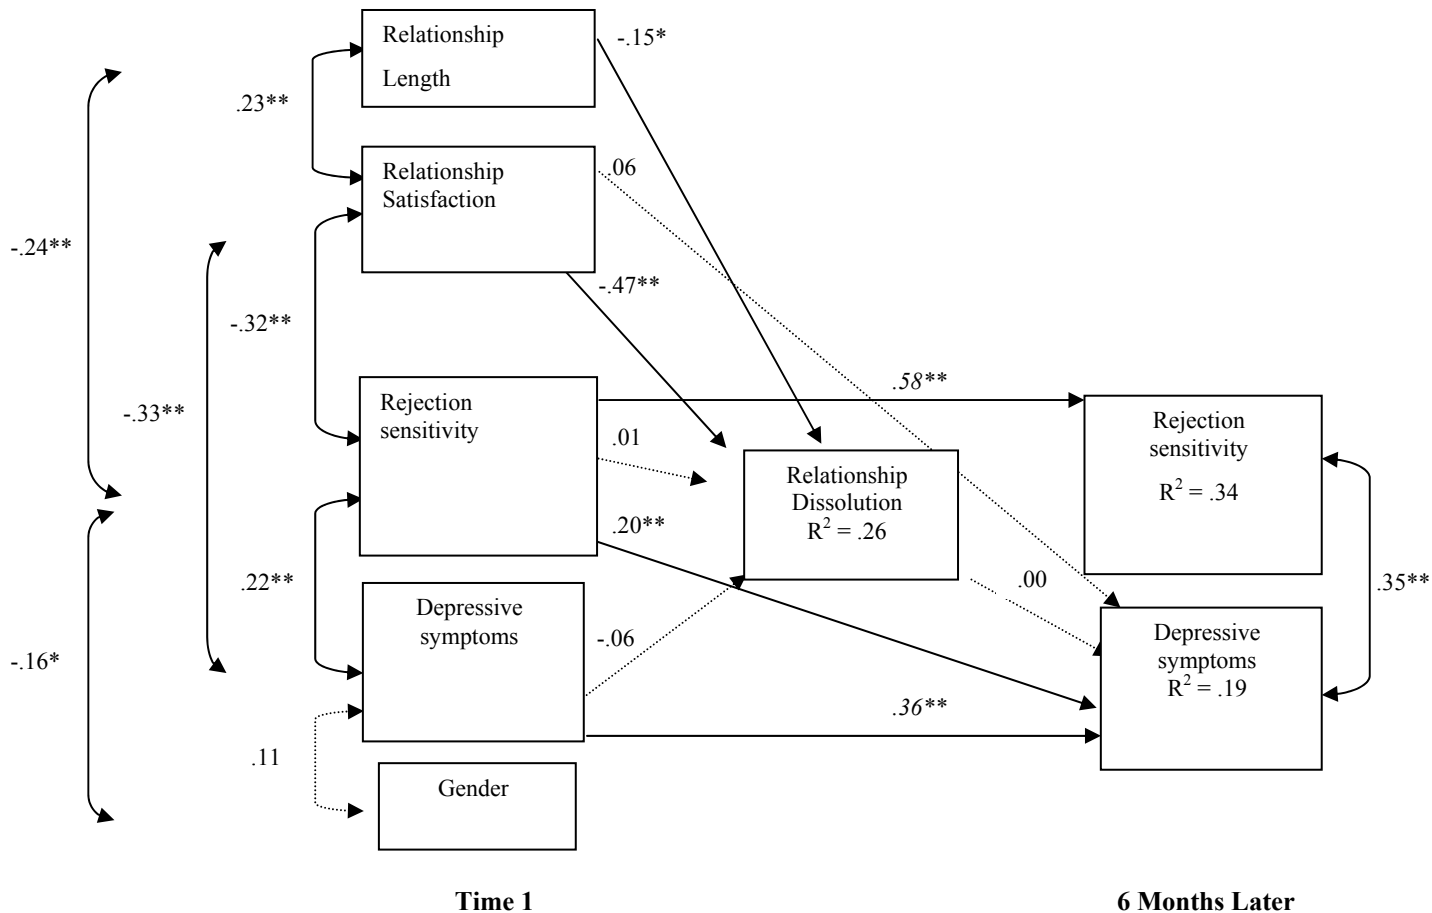 Relationship
Length
-.15*
.23**
Relationship
Satisfaction
.06
-.24**
-.47**
-.32**
-.33**
.58**
Rejection
sensitivity
.01
Rejection
sensitivity
R² = .34
Relationship
Dissolution
R² = .26
.20**
.22**
.00
.35**
Depressive
symptoms
-.06
Depressive
symptoms
R² = .19
-.16*
.36**
.11
Gender
Time 1
6 Months Later